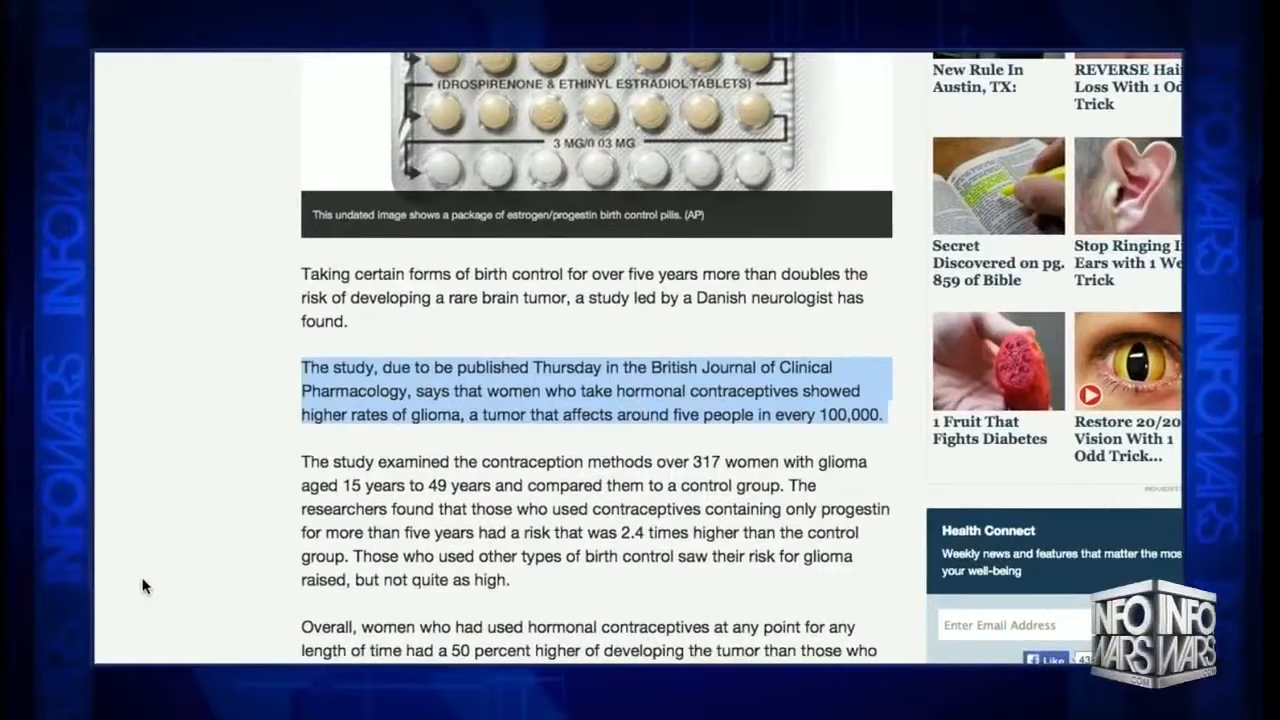 (DROSPIRENONE & ETHINYL ESTRADIOL TABLETS)
3 MG/0.03 MG
This undated image shows a package of estrogen/progestin birth control pills. (AP)
Taking certain forms of birth control for over five years more than doubles the
risk of developing a rare brain tumor, a study led by a Danish neurologist has
found.
The study, due to be published Thursday in the British Journal of Clinical
Pharmacology, says that women who take hormonal contraceptives showed
higher rates of glioma, a tumor that affects around five people in every 100,000.
The study examined the contraception methods over 317 women with glioma
aged 15 years to 49 years and compared them to a control group. The
researchers found that those who used contraceptives containing only progestin
for more than five years had a risk that was 2.4 times higher than the control
group. Those who used other types of birth control saw their risk for glioma
raised, but not quite as high.
Overall, women who had used hormonal contraceptives at any point for any
length of time had a 50 percent higher of developing the tumor than those who
New Rule In
Austin, TX:
REVERSE Hai
Loss With 1 Od
Trick
Secret
Discovered on pg.
859 of Bible
Stop Ringing I
Ears with 1 We
Trick
1 Fruit That
Fights Diabetes
Restore 20/20
Vision With 1
Odd Trick...
Health Connect
Weekly news and features that matter the mos
your well-being
Enter Email Address
Like
INFOWARS
INFOWARS
INFOWARS
INFOWARS
INFO
WARS
.COM
INFO
WARS
.COM